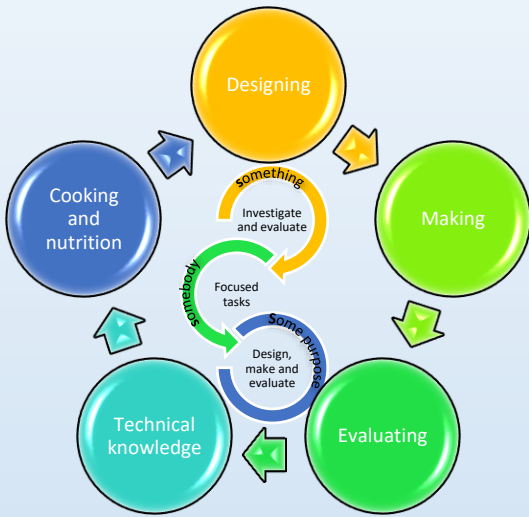 Designing
Cooking
and
nutrition
Making
something
Investigate
and evaluate
somebody
Focused
tasks
Some purpose
Design,
make and
evaluate
Technical
knowledge
Evaluating